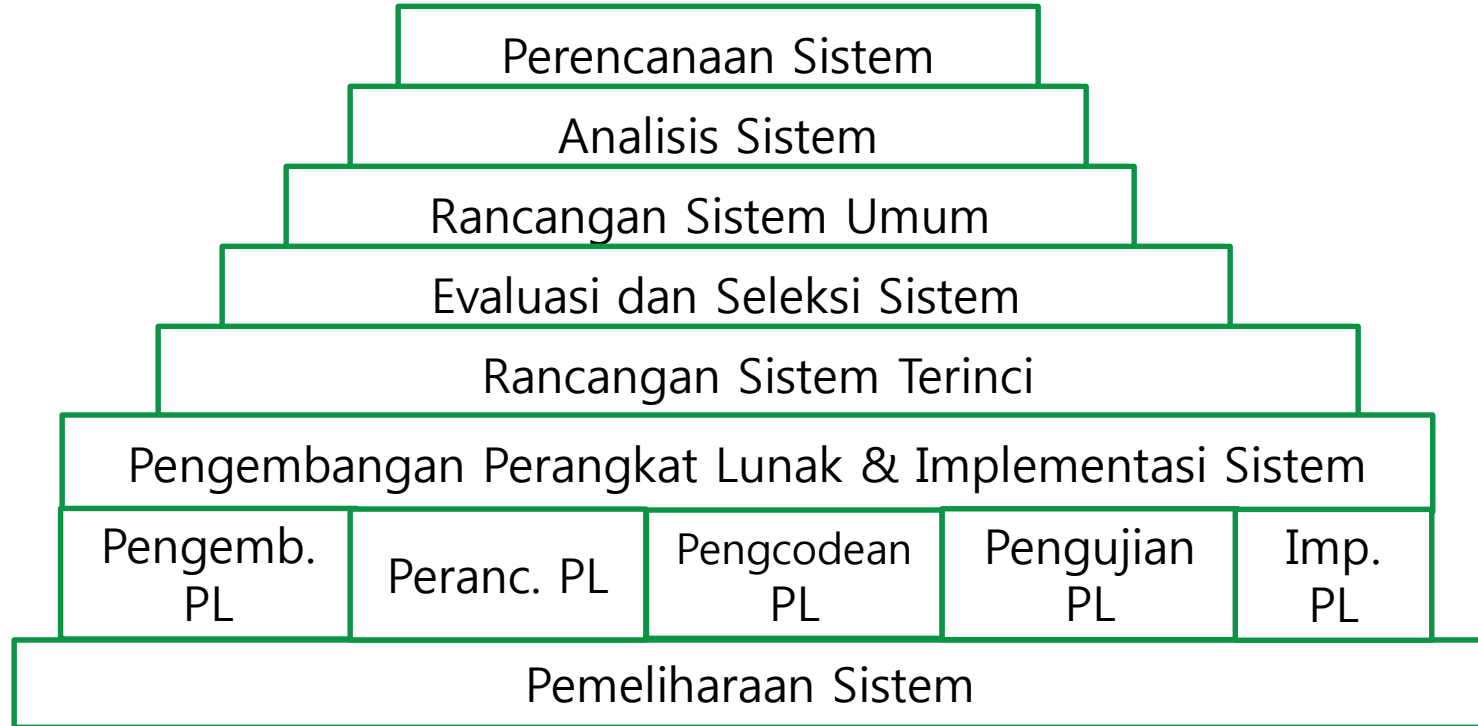 Perencanaan Sistem
Analisis Sistem
Rancangan Sistem Umum
Evaluasi dan Seleksi Sistem
Rancangan Sistem Terinci
Pengembangan Perangkat Lunak & Implementasi Sistem
Pengemb.
PL
Peranc. PL
Pengcodean
PL
Pengujian
PL
Imp.
PL
Pemeliharaan Sistem